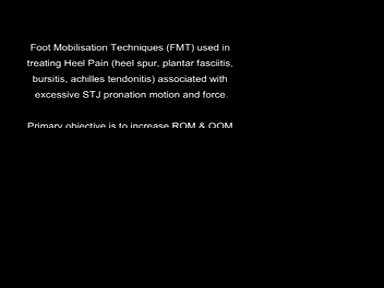 Foot Mobilisation Techniques (FMT) used in
treating Heel Pain (heel spur, plantar fasciitis,
bursitis, achilles tendonitis) associated with
excessive STJ pronation motion and force.
Primary objective is to increase ROM & QOM